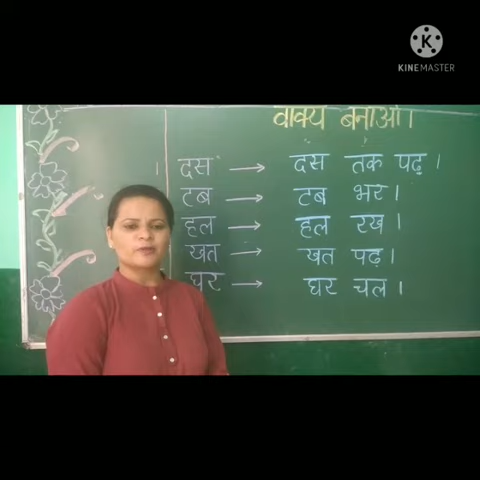 KINEMASTER
वाक्य बनाओ।
दस → दस तक पढ़।
टब → टब भर।
हल → हल रख।
खत → खत पढ़।
घर → घर चल।